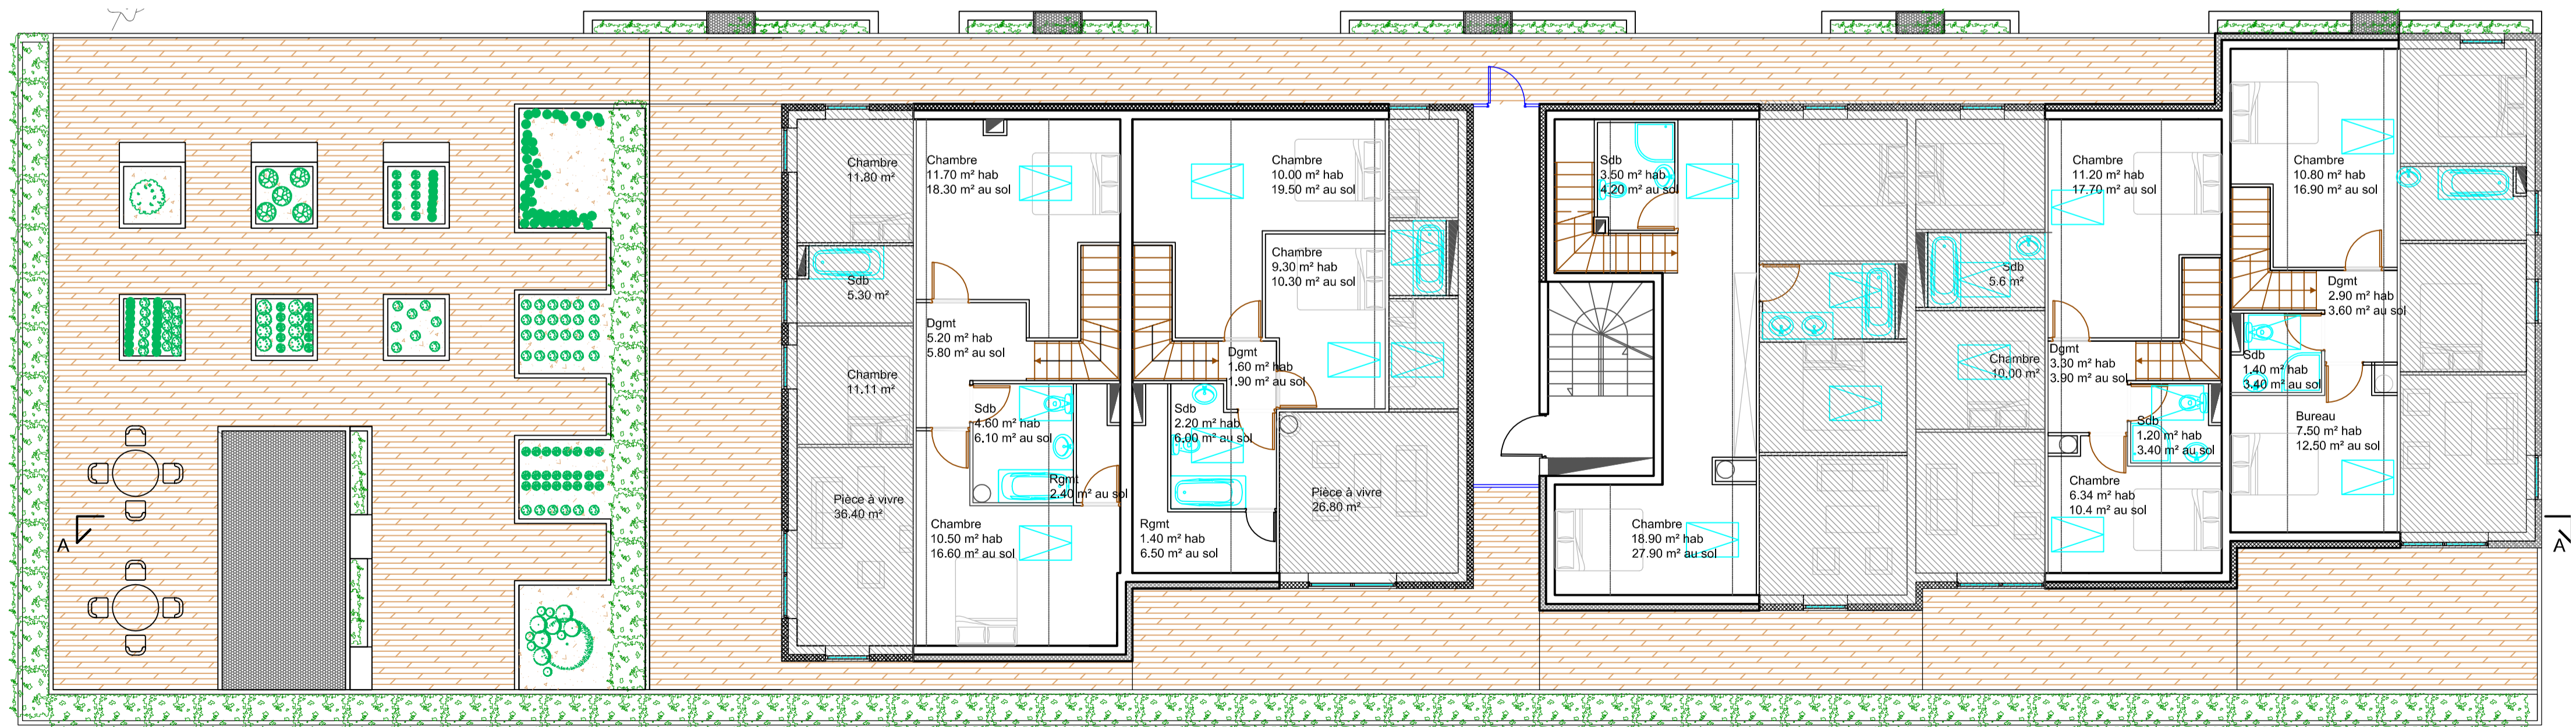 Chambre
11.80 m²
Sdb
5.30 m²
Chambre
11.11 m²
Pièce à vivre
36.40 m²
Chambre
11.70 m² hab
18.30 m² au sol
Dgmt
5.20 m² hab
5.80 m² au sol
Sdb
4.60 m² hab
6.10 m² au sol
Rgmt
2.40 m² au sol
Chambre
10.50 m² hab
16.60 m² au sol
Chambre
10.00 m² hab
19.50 m² au sol
Chambre
9.30 m² hab
10.30 m² au sol
Dgmt
1.60 m² hab
1.90 m² au sol
Sdb
2.20 m² hab
6.00 m² au sol
Rgmt
1.40 m² hab
6.50 m² au sol
Pièce à vivre
26.80 m²
Sdb
3.50 m² hab
4.20 m² au sol
Chambre
18.90 m² hab
27.90 m² au sol
Sdb
5.6 m²
Chambre
10.00 m²
Chambre
11.20 m² hab
17.70 m² au sol
Dgmt
3.30 m² hab
3.90 m² au sol
Sdb
1.20 m² hab
3.40 m² au sol
Chambre
6.34 m² hab
10.4 m² au sol
Chambre
10.80 m² hab
16.90 m² au sol
Dgmt
2.90 m² hab
3.60 m² au sol
Sdb
1.40 m² hab
3.40 m² au sol
Bureau
7.50 m² hab
12.50 m² au sol
A
A